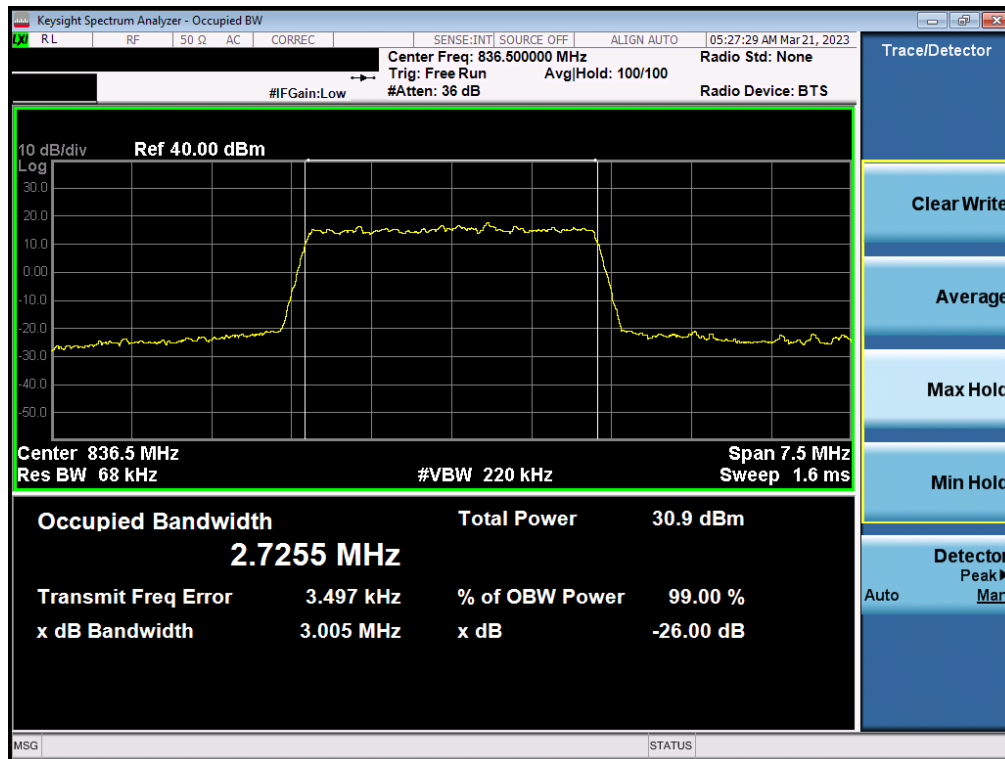 Keysight Spectrum Analyzer - Occupied BW
LXI RL RF 50 Ω AC CORREC SENSE:INT SOURCE OFF ALIGN AUTO 05:27:29 AM Mar 21, 2023
Center Freq: 836.500000 MHz Radio Std: None
Trig: Free Run Avg|Hold: 100/100
#IFGain:Low #Atten: 36 dB Radio Device: BTS
10 dB/div Ref 40.00 dBm
Log
30.0
20.0
10.0
0.00
-10.0
-20.0
-30.0
-40.0
-50.0
Center 836.5 MHz Span 7.5 MHz
Res BW 68 kHz #VBW 220 kHz Sweep 1.6 ms
Occupied Bandwidth Total Power 30.9 dBm
2.7255 MHz
Transmit Freq Error 3.497 kHz % of OBW Power 99.00 %
x dB Bandwidth 3.005 MHz x dB -26.00 dB
MSG STATUS
Trace/Detector
Clear Write
Average
Max Hold
Min Hold
Detector
Peak
Auto Man